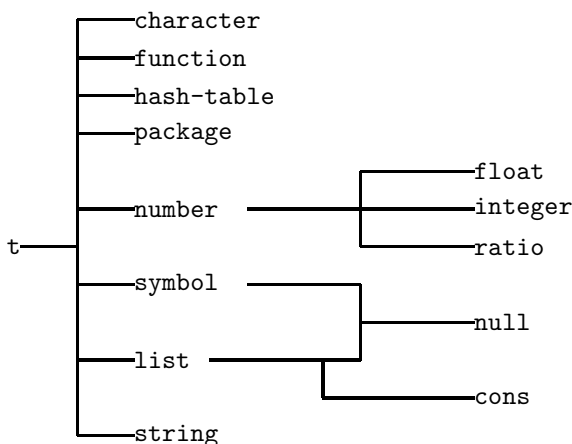 character
function
hash-table
package
float
number
integer
t
ratio
symbol
null
list
cons
string